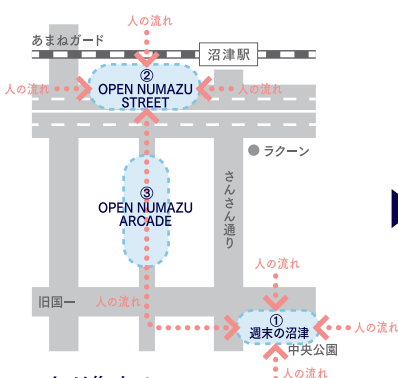 人の流れ
あまねガード
沼津駅
人の流れ
②
OPEN NUMAZU
STREET
人の流れ
ラクーン
③
OPEN NUMAZU
ARCADE
さんさん通り
人の流れ
旧国一
人の流れ
①
週末の沼津
人の流れ
中央公園
人の流れ